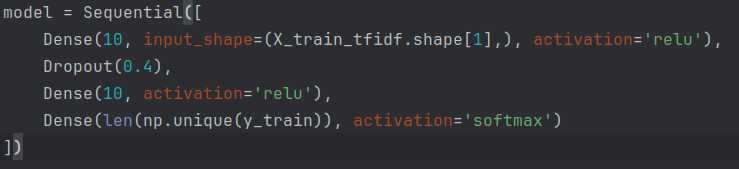 model = Sequential([
    Dense(10, input_shape=(X_train_tfidf.shape[1],), activation='relu'),
    Dropout(0.4),
    Dense(10, activation='relu'),
    Dense(len(np.unique(y_train)), activation='softmax')
])